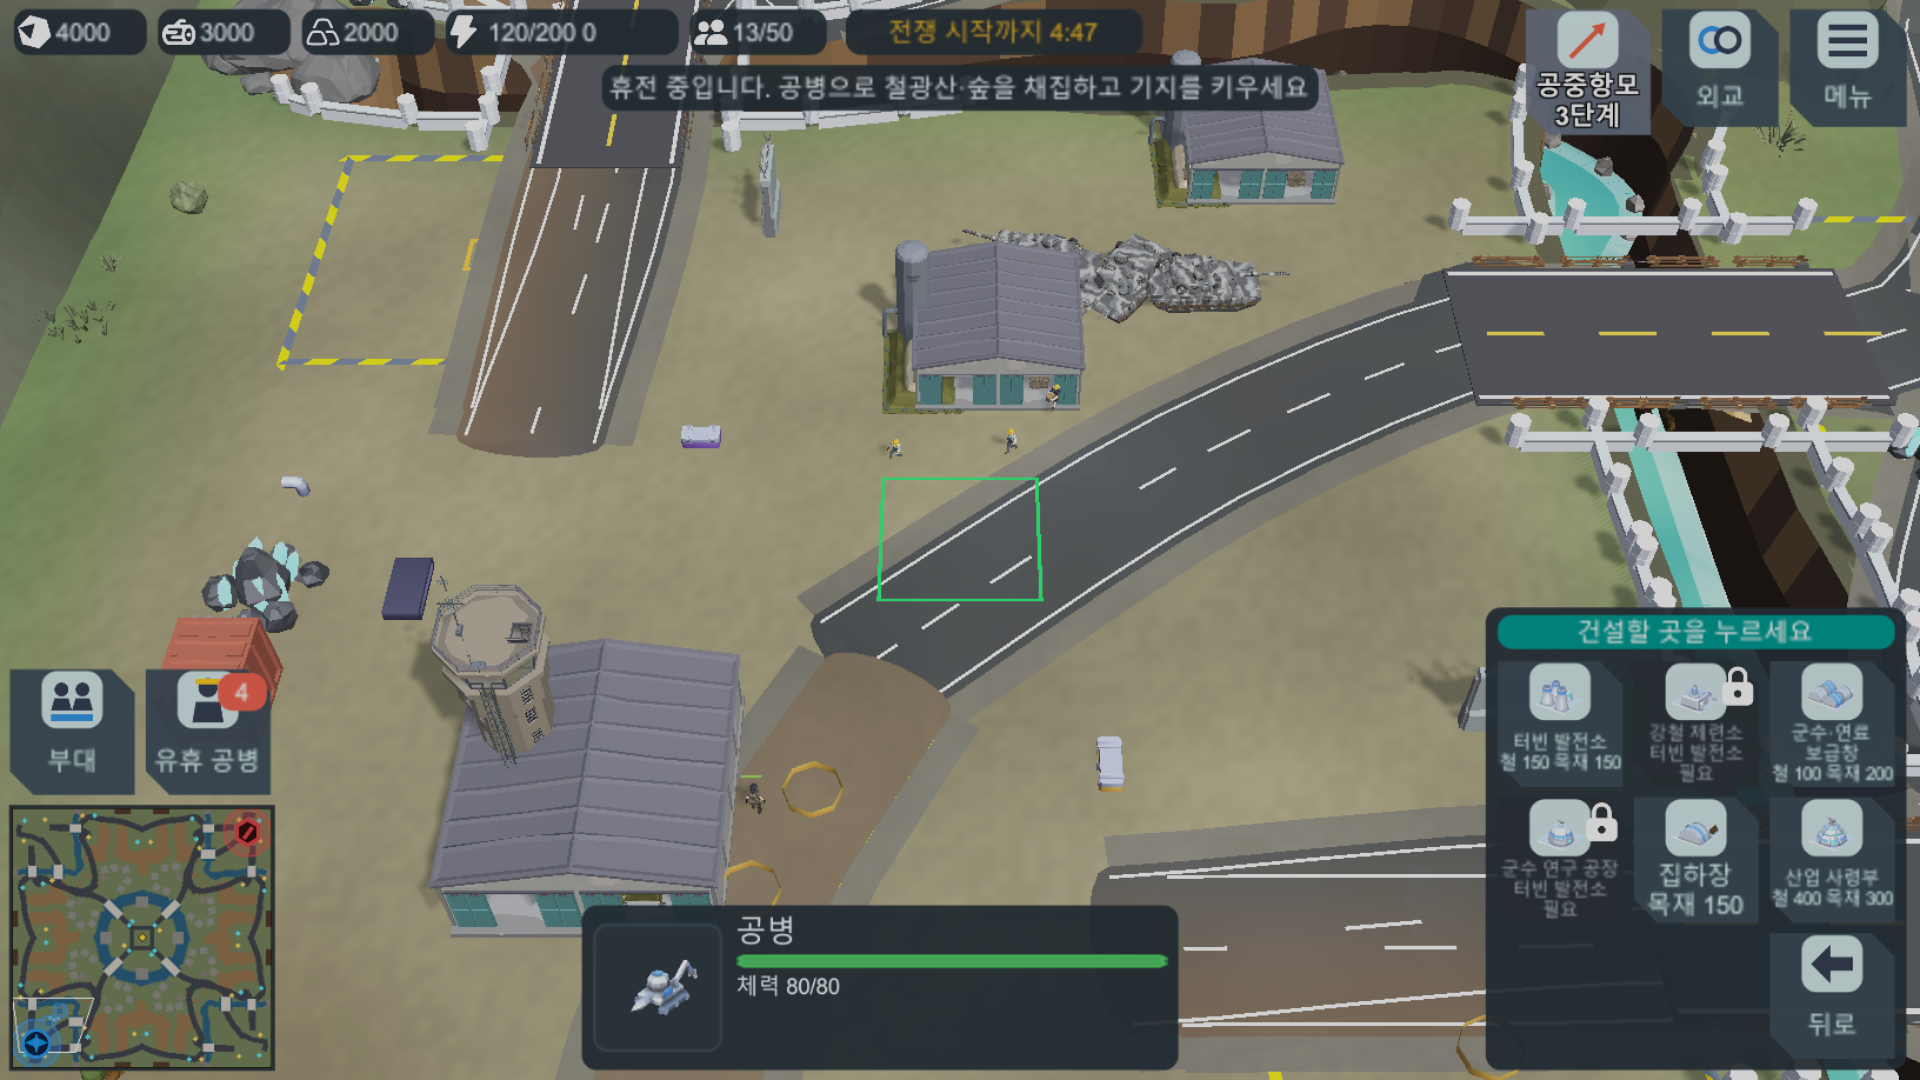 4000
3000
2000
120/200 0
13/50
전쟁 시작까지 4:47
휴전 중입니다. 공병으로 철광산·숲을 채집하고 기지를 키우세요
공중항모
3단계
외교
메뉴
부대
4
유휴 공병
공병
체력 80/80
건설할 곳을 누르세요
터빈 발전소
철 150 목재 150
강철 제련소
터빈 발전소
필요
군수·연료
보급창
철 100 목재 200
군수 연구 공장
터빈 발전소
필요
집하장
목재 150
산업 사령부
철 400 목재 300
뒤로